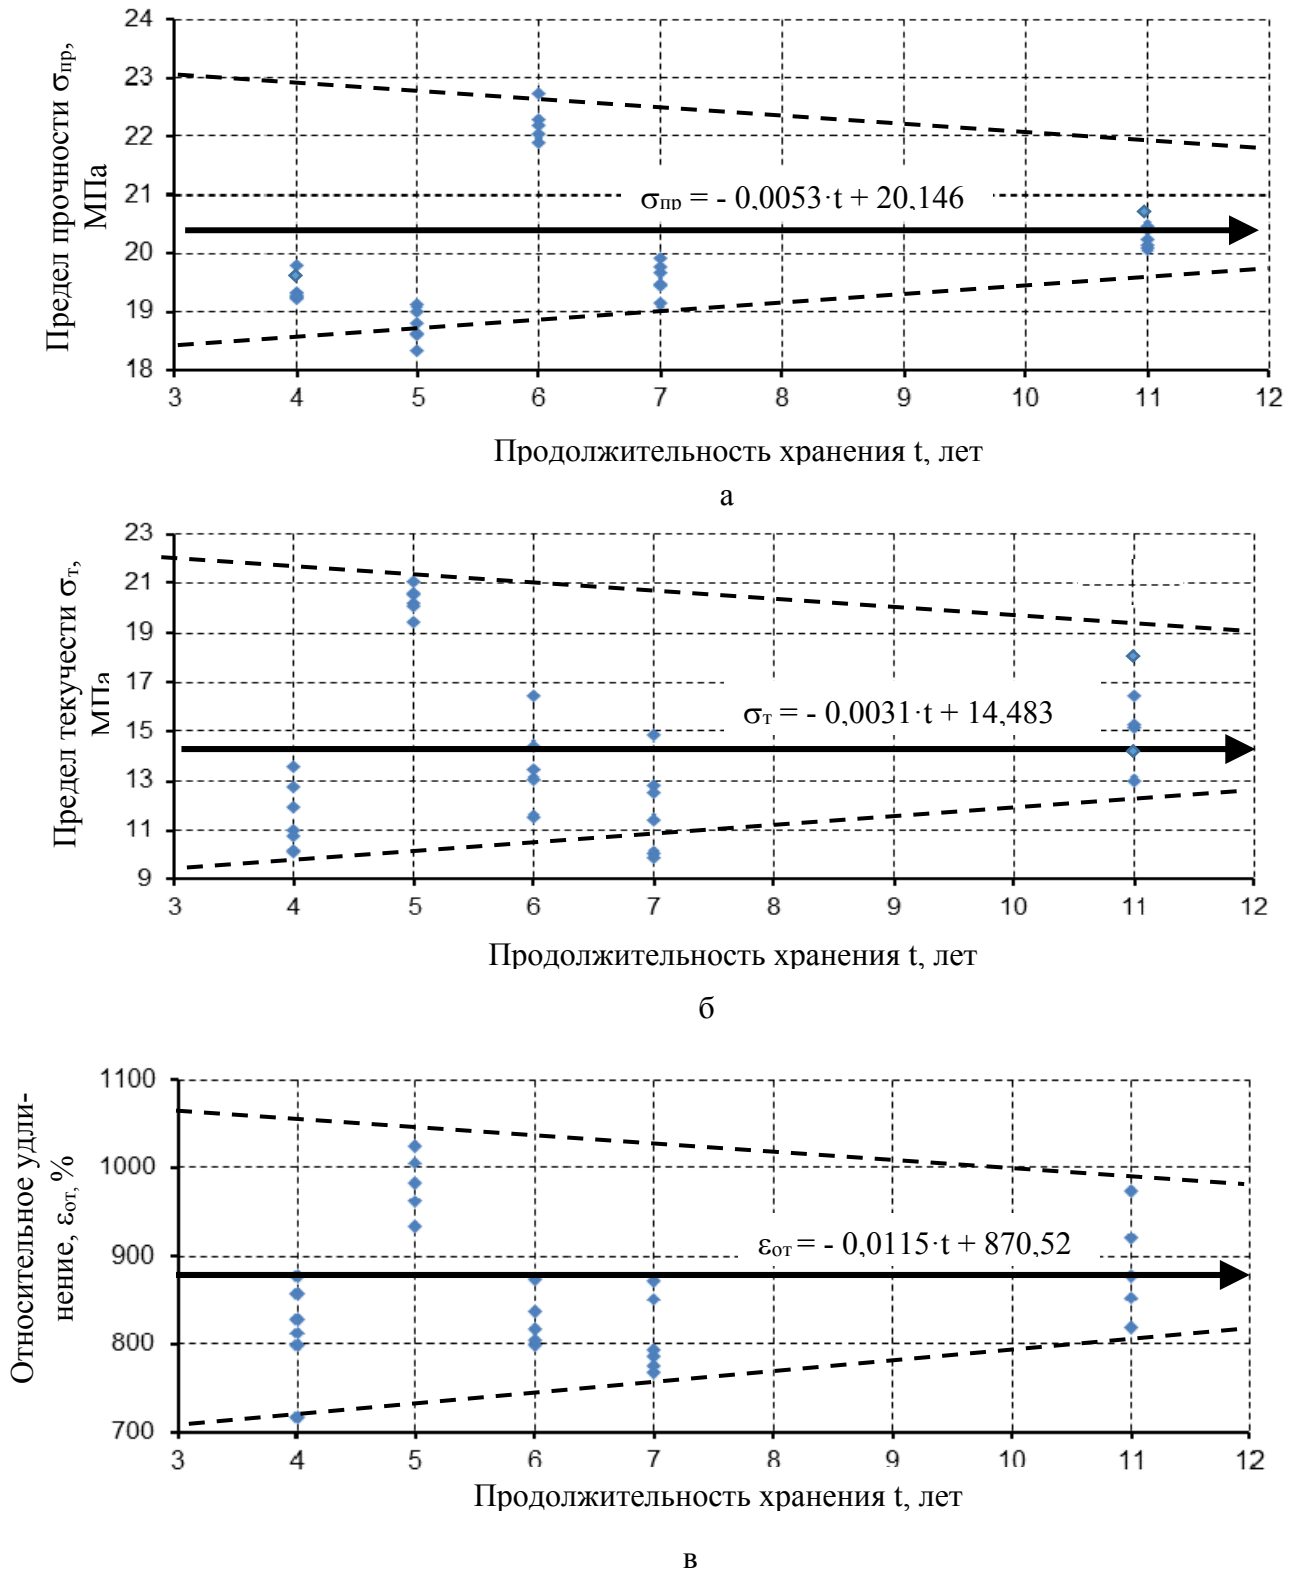 Предел прочности σпр,
МПа
24
23
22
21
20
19
18
σпр = - 0,0053·t + 20,146
3 4 5 6 7 8 9 10 11 12
Продолжительность хранения t, лет
а
Предел текучести σт,
МПа
23
21
19
17
15
13
11
9
σт = - 0,0031·t + 14,483
3 4 5 6 7 8 9 10 11 12
Продолжительность хранения t, лет
б
Относительное удли-
нение, εот, %
1100
1000
900
800
700
εот = - 0,0115·t + 870,52
3 4 5 6 7 8 9 10 11 12
Продолжительность хранения t, лет
в